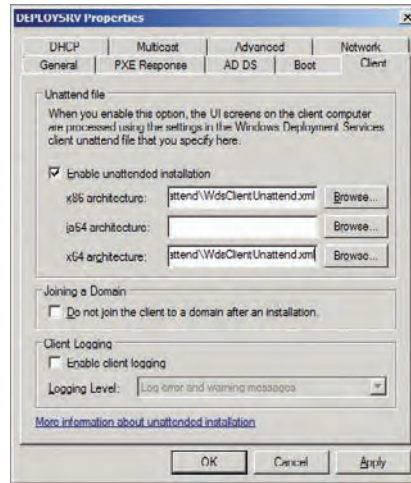 DEPLOYSRV Properties
DHCP Multicast Advanced Network
General PXE Response AD DS Boot Client
Unattend file
When you enable this option, the UI screens on the client computer
are processed using the settings in the Windows Deployment Services
client unattend file that you specify here.
Enable unattended installation
x86 architecture: attend\WdsClientUnattend.xml Browse...
ia64 architecture: Browse...
x64 architecture: attend\WdsClientUnattend.xml Browse...
Joining a Domain
Do not join the client to a domain after an installation.
Client Logging
Enable client logging
Logging Level: Log error and warning messages
More information about unattended installation
OK Cancel Apply